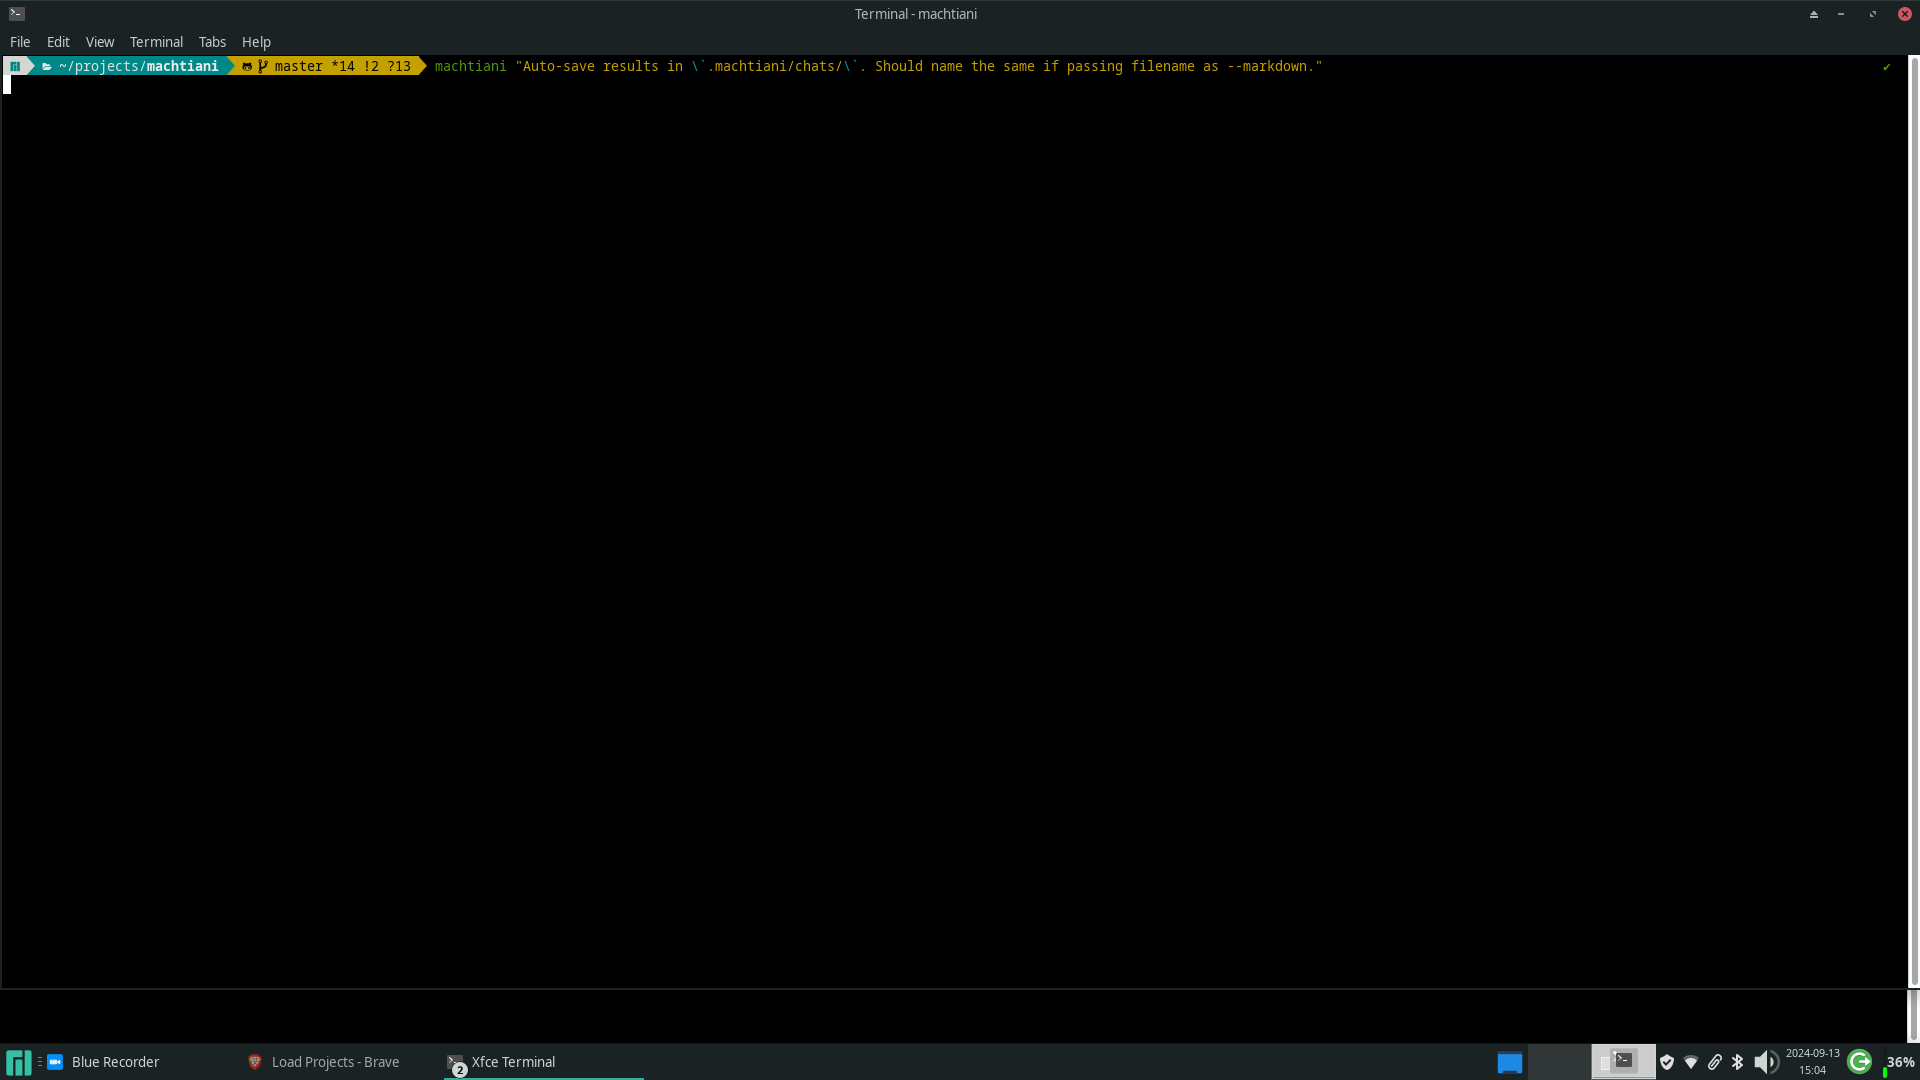 Terminal - machtiani
File Edit View Terminal Tabs Help
~/projects/machtiani master *14 !2 ?13 machtiani "Auto-save results in \`.machtiani/chats/\`. Should name the same if passing filename as --markdown." ✔
Blue Recorder Load Projects - Brave 2 Xfce Terminal 2024-09-13 36%
15:04